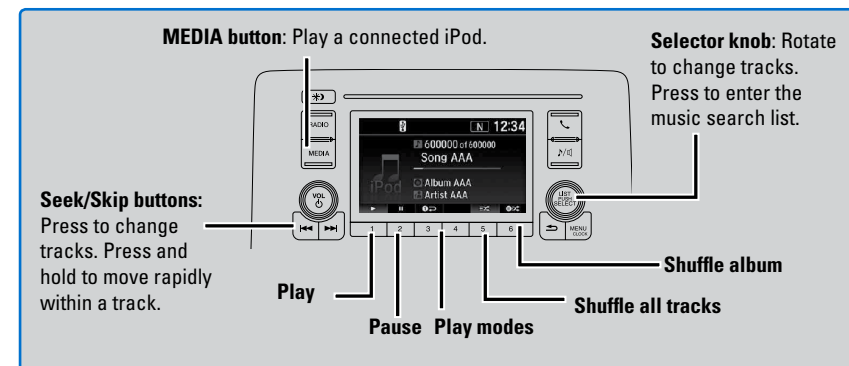 MEDIA button: Play a connected iPod.
Selector knob: Rotate
to change tracks.
Press to enter the
music search list.
RADIO
MEDIA
N 12:34
600000 of 600000
Song AAA
iPod
Album AAA
Artist AAA
VOL
LIST
PUSH
SELECT
1 2 3 4 5 6
MENU
CLOCK
Seek/Skip buttons:
Press to change
tracks. Press and
hold to move rapidly
within a track.
Play
Pause
Play modes
Shuffle all tracks
Shuffle album